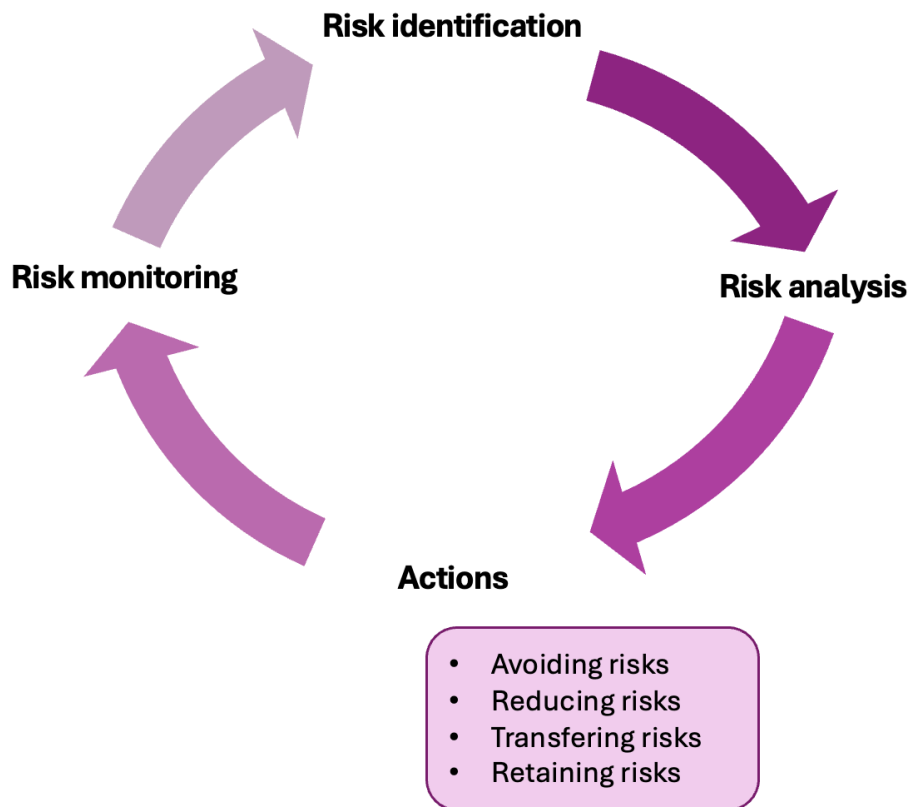 Risk identification
Risk monitoring
Risk analysis
Actions
• Avoiding risks
• Reducing risks
• Transfering risks
• Retaining risks